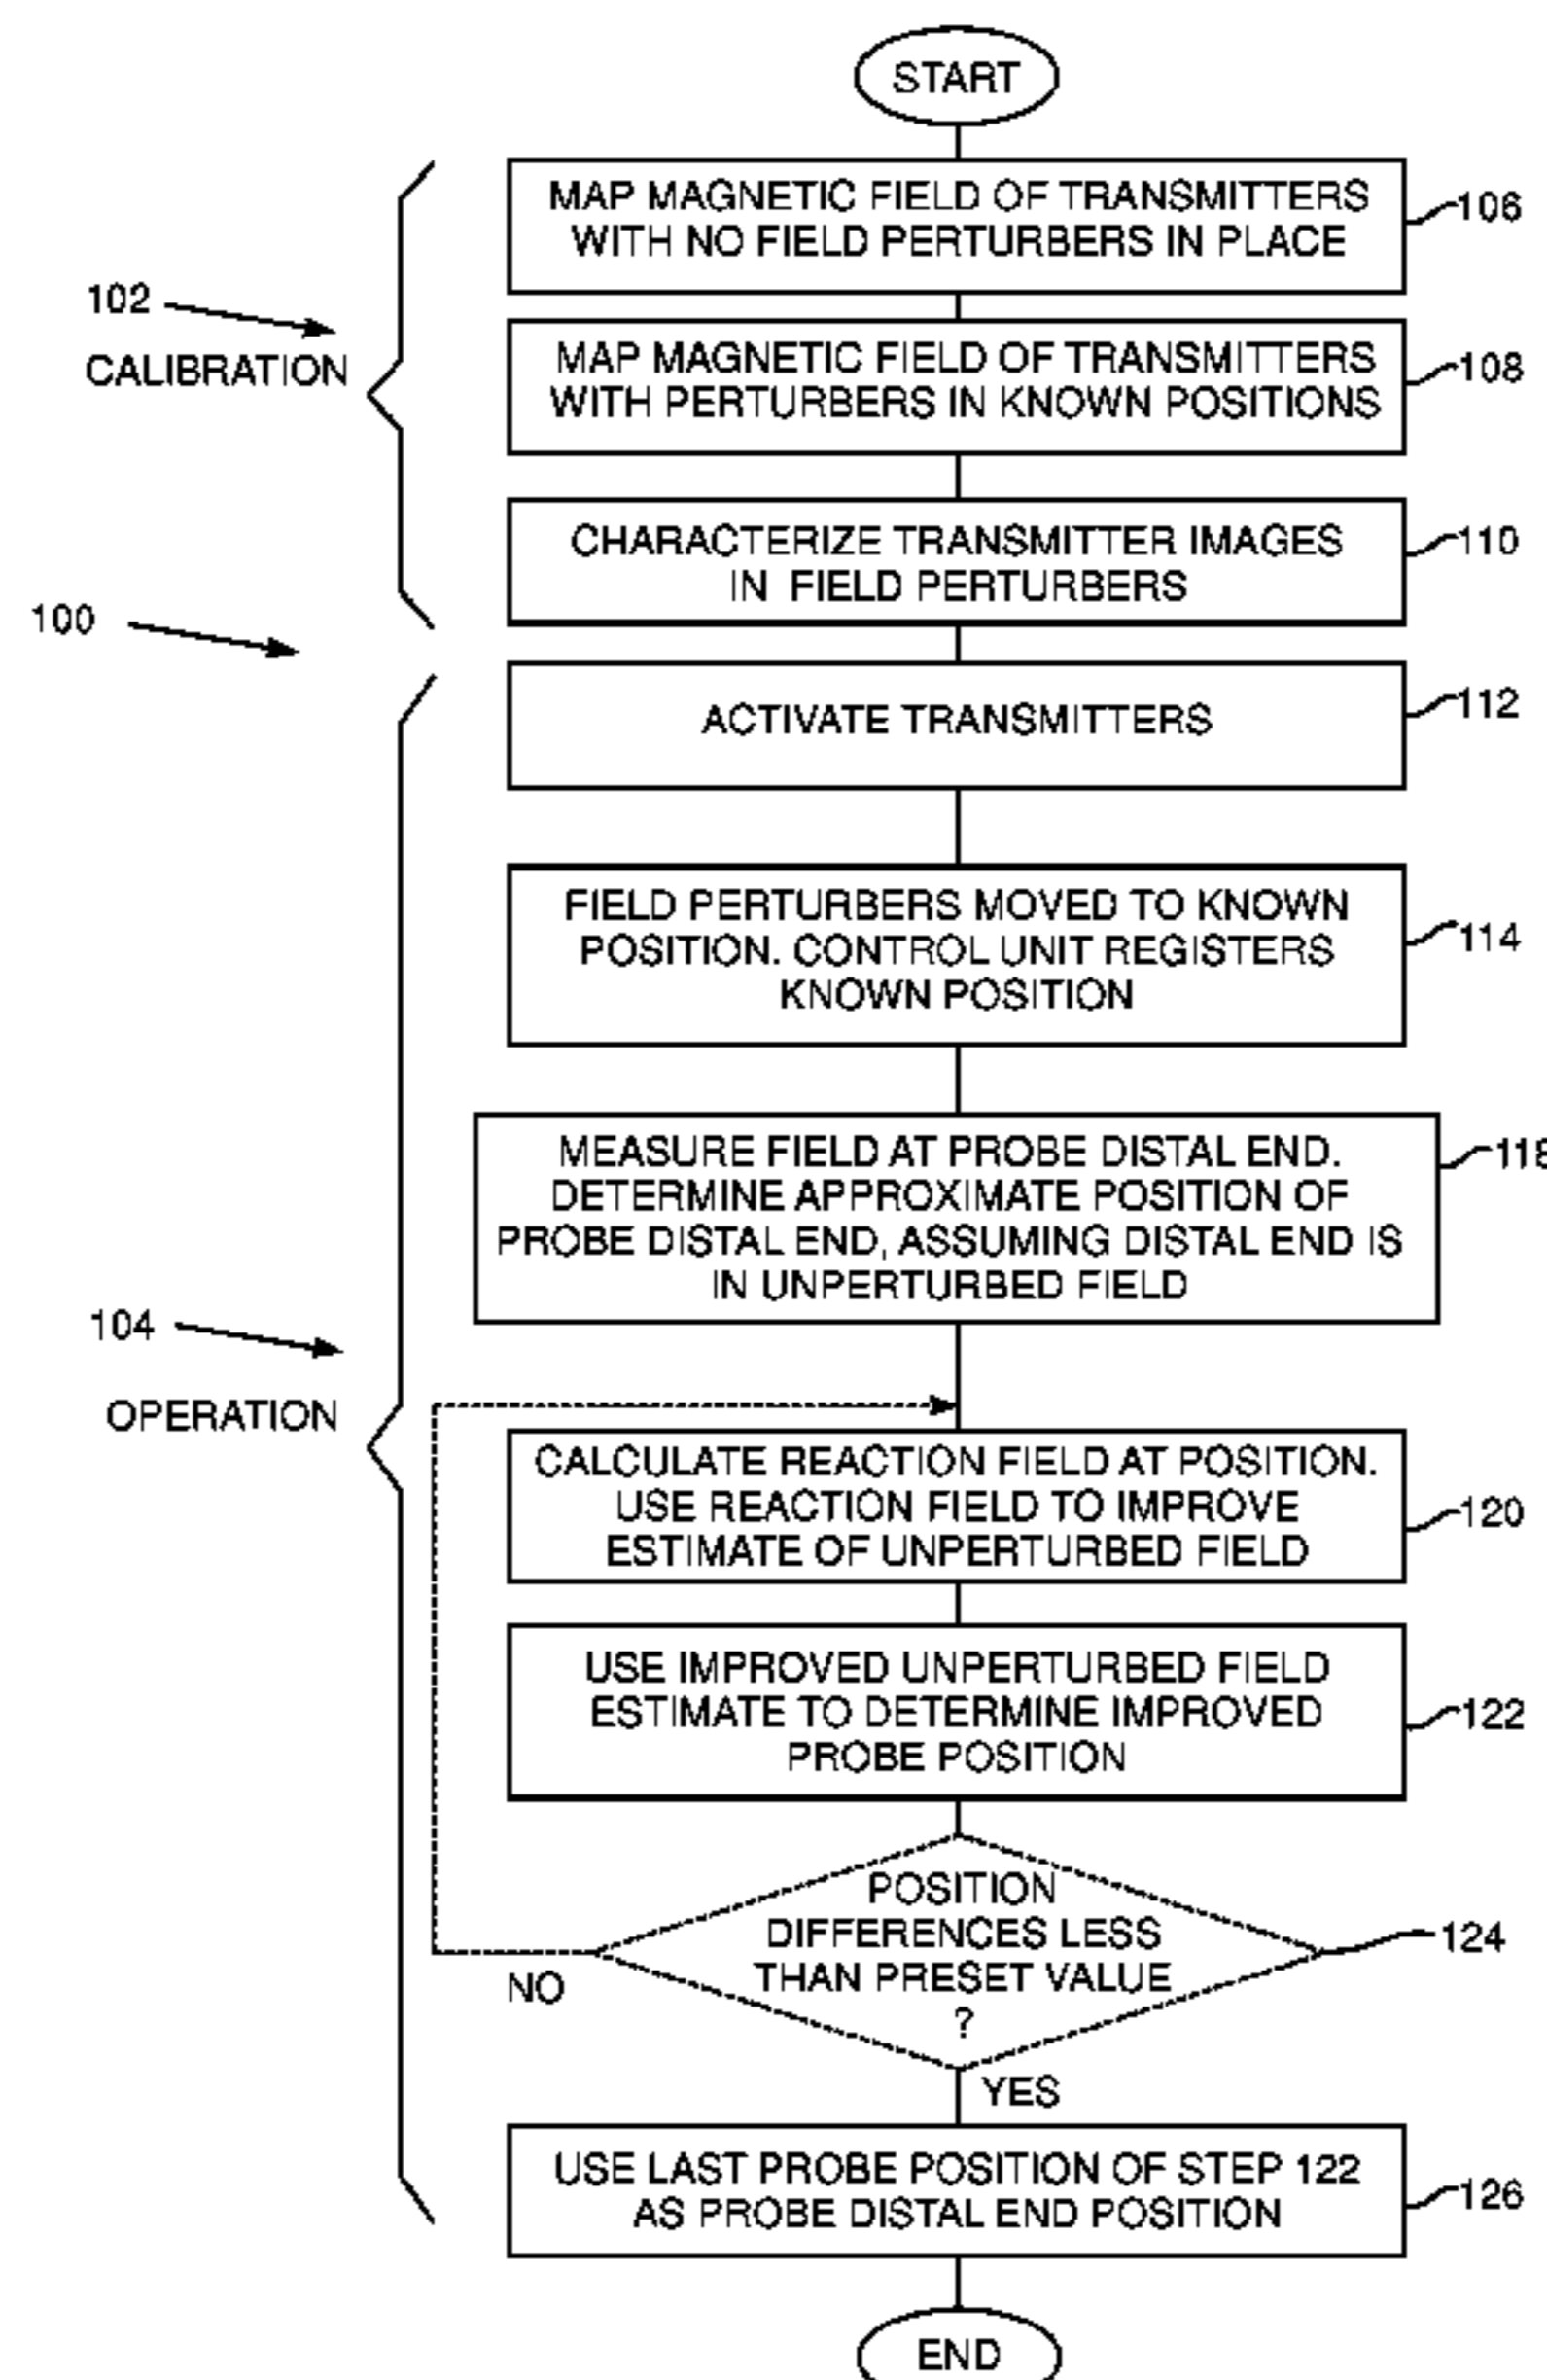 START
MAP MAGNETIC FIELD OF TRANSMITTERS
WITH NO FIELD PERTURBERS IN PLACE
106
102
CALIBRATION
MAP MAGNETIC FIELD OF TRANSMITTERS
WITH PERTURBERS IN KNOWN POSITIONS
108
CHARACTERIZE TRANSMITTER IMAGES
IN FIELD PERTURBERS
110
100
ACTIVATE TRANSMITTERS
112
FIELD PERTURBERS MOVED TO KNOWN
POSITION. CONTROL UNIT REGISTERS
KNOWN POSITION
114
MEASURE FIELD AT PROBE DISTAL END.
DETERMINE APPROXIMATE POSITION OF
PROBE DISTAL END, ASSUMING DISTAL END IS
IN UNPERTURBED FIELD
118
104
OPERATION
CALCULATE REACTION FIELD AT POSITION.
USE REACTION FIELD TO IMPROVE
ESTIMATE OF UNPERTURBED FIELD
120
USE IMPROVED UNPERTURBED FIELD
ESTIMATE TO DETERMINE IMPROVED
PROBE POSITION
122
POSITION
DIFFERENCES LESS
THAN PRESET VALUE
?
124
NO
YES
USE LAST PROBE POSITION OF STEP 122
AS PROBE DISTAL END POSITION
126
END